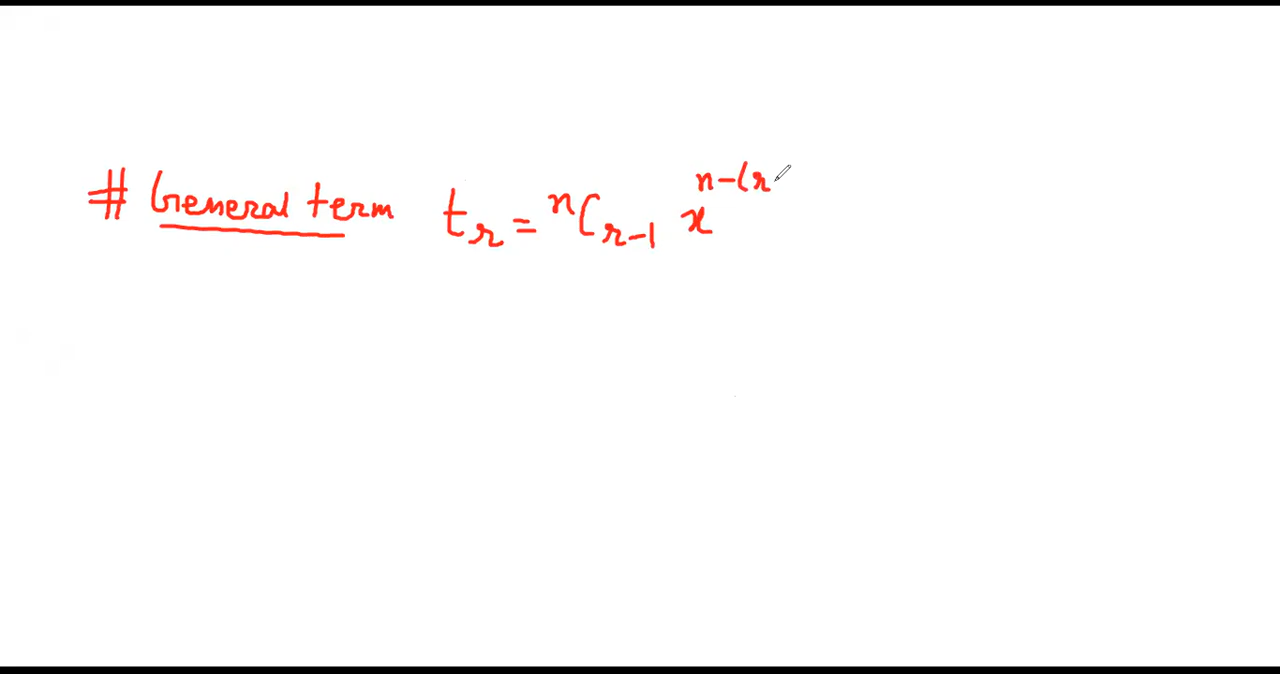 # General term t_r = ^nC_{r-1} x^{n-(r